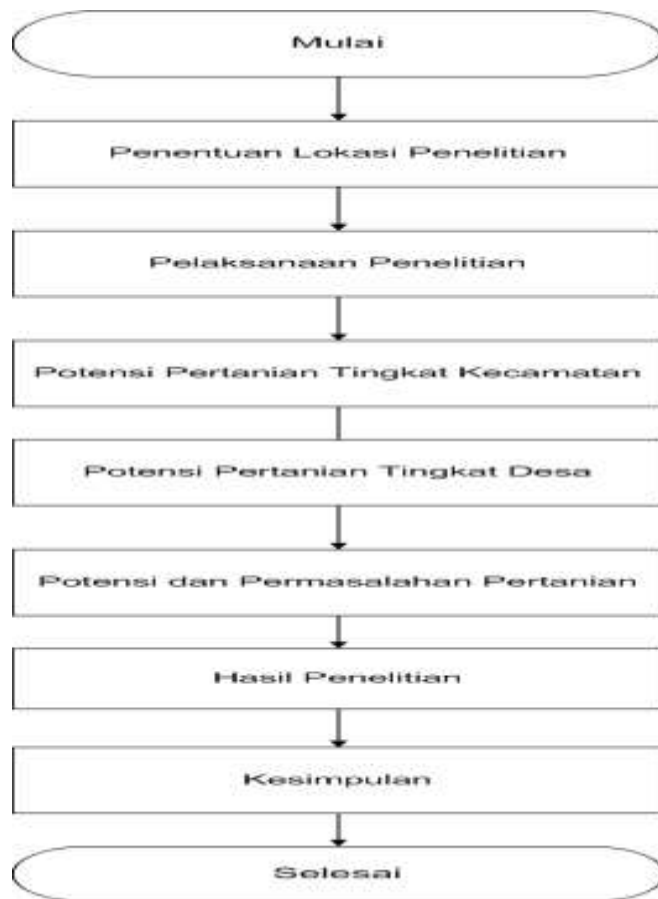 Mulai
Penentuan Lokasi Penelitian
Pelaksanaan Penelitian
Potensi Pertanian Tingkat Kecamatan
Potensi Pertanian Tingkat Desa
Potensi dan Permasalahan Pertanian
Hasil Penelitian
Kesimpulan
Selesai